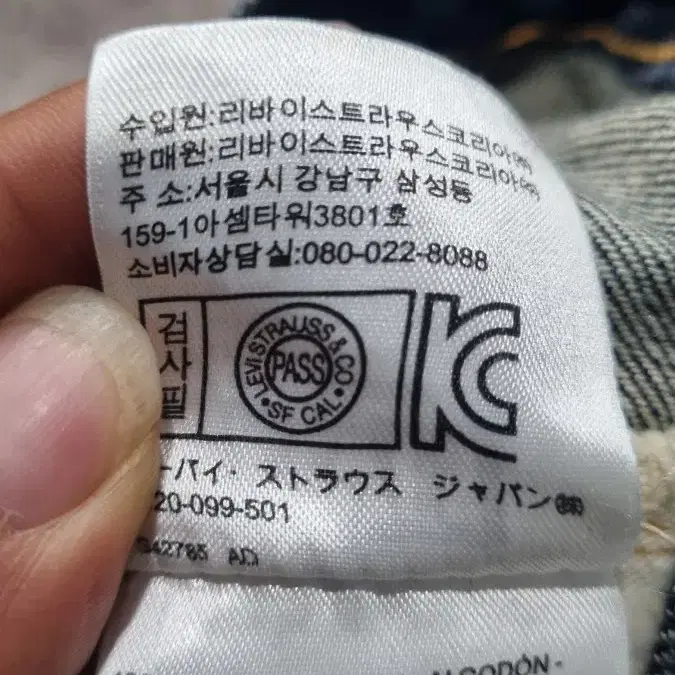 수입원:리바이스트라우스코리아㈜
판매원:리바이스트라우스코리아㈜
주 소:서울시 강남구 삼성동
159-1아셈타워3801호
소비자상담실:080-022-8088
검사필
LEVI STRAUSS & CO
PASS
SF CAL
KC
ーバイ・ストラウス ジャパン㈱
20-099-501
S42785 AD
ALGODÓN -